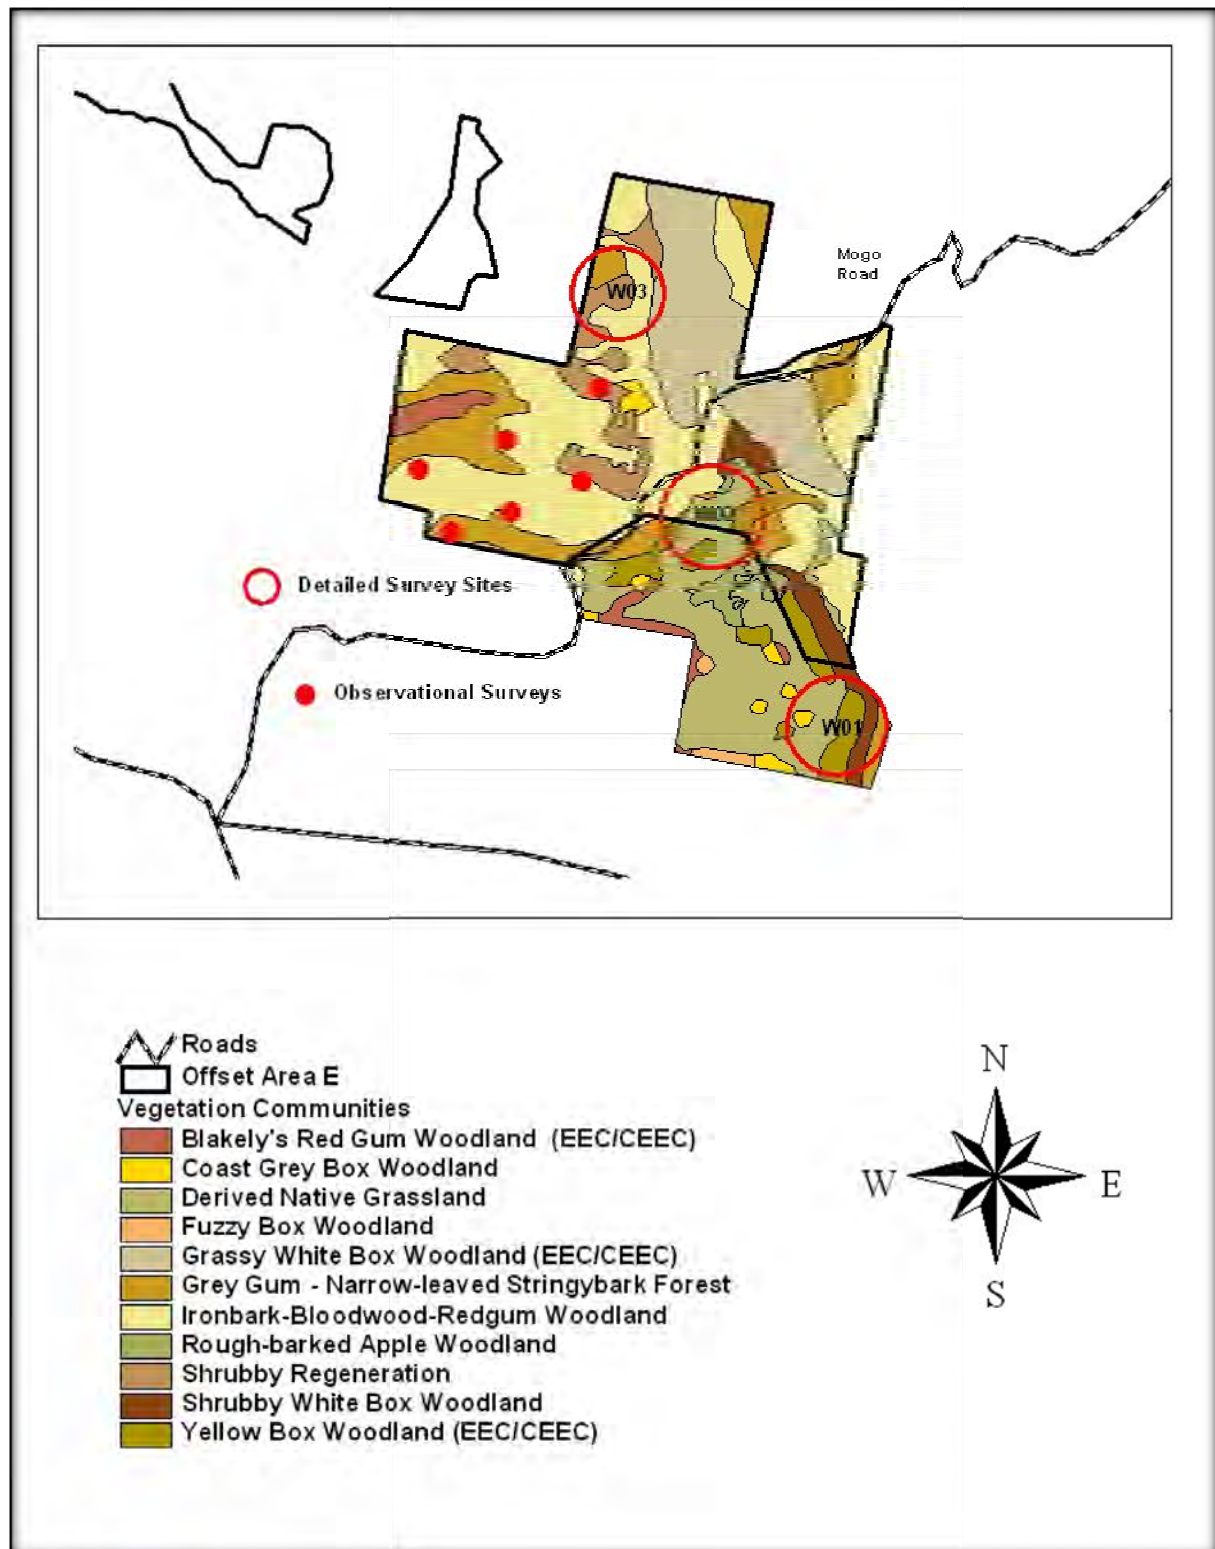 Mogo
Road
W03
Detailed Survey Sites
Observational Surveys
W01
Roads
Offset Area E
Vegetation Communities
Blakely's Red Gum Woodland (EEC/CEEC)
Coast Grey Box Woodland
Derived Native Grassland
Fuzzy Box Woodland
Grassy White Box Woodland (EEC/CEEC)
Grey Gum - Narrow-leaved Stringybark Forest
Ironbark-Bloodwood-Redgum Woodland
Rough-barked Apple Woodland
Shrubby Regeneration
Shrubby White Box Woodland
Yellow Box Woodland (EEC/CEEC)
N
W
E
S